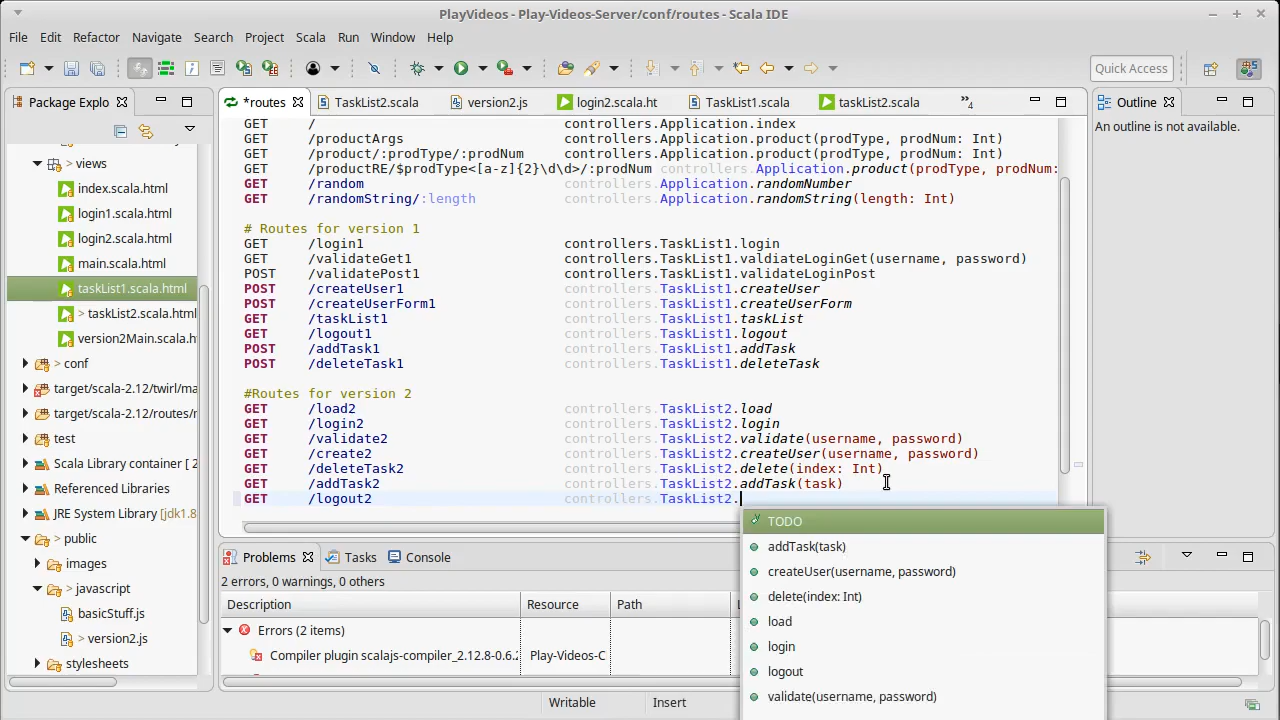 PlayVideos - Play-Videos-Server/conf/routes - Scala IDE
File Edit Refactor Navigate Search Project Scala Run Window Help
Quick Access
Package Explo
*routes TaskList2.scala version2.js login2.scala.ht TaskList1.scala taskList2.scala »4
Outline
An outline is not available.
> views
index.scala.html
login1.scala.html
login2.scala.html
main.scala.html
taskList1.scala.html
> taskList2.scala.html
version2Main.scala.h
> conf
target/scala-2.12/twirl/ma
target/scala-2.12/routes/r
test
Scala Library container [ 2
Referenced Libraries
JRE System Library [jdk1.8
> public
images
> javascript
basicStuff.js
> version2.js
stylesheets
GET / controllers.Application.index
GET /productArgs controllers.Application.product(prodType, prodNum: Int)
GET /product/:prodType/:prodNum controllers.Application.product(prodType, prodNum: Int)
GET /productRE/$prodType<[a-z]{2}\d\d>/:prodNum controllers.Application.product(prodType, prodNum:
GET /random controllers.Application.randomNumber
GET /randomString/:length controllers.Application.randomString(length: Int)
# Routes for version 1
GET /login1 controllers.TaskList1.login
GET /validateGet1 controllers.TaskList1.valdiateLoginGet(username, password)
POST /validatePost1 controllers.TaskList1.validateLoginPost
POST /createUser1 controllers.TaskList1.createUser
POST /createUserForm1 controllers.TaskList1.createUserForm
GET /taskList1 controllers.TaskList1.taskList
GET /logout1 controllers.TaskList1.logout
POST /addTask1 controllers.TaskList1.addTask
POST /deleteTask1 controllers.TaskList1.deleteTask
#Routes for version 2
GET /load2 controllers.TaskList2.load
GET /login2 controllers.TaskList2.login
GET /validate2 controllers.TaskList2.validate(username, password)
GET /create2 controllers.TaskList2.createUser(username, password)
GET /deleteTask2 controllers.TaskList2.delete(index: Int)
GET /addTask2 controllers.TaskList2.addTask(task)
GET /logout2 controllers.TaskList2.
TODO
addTask(task)
createUser(username, password)
delete(index: Int)
load
login
logout
validate(username, password)
Problems Tasks Console
2 errors, 0 warnings, 0 others
Description Resource Path L
Errors (2 items)
Compiler plugin scalajs-compiler_2.12.8-0.6.2 Play-Videos-C
Writable Insert